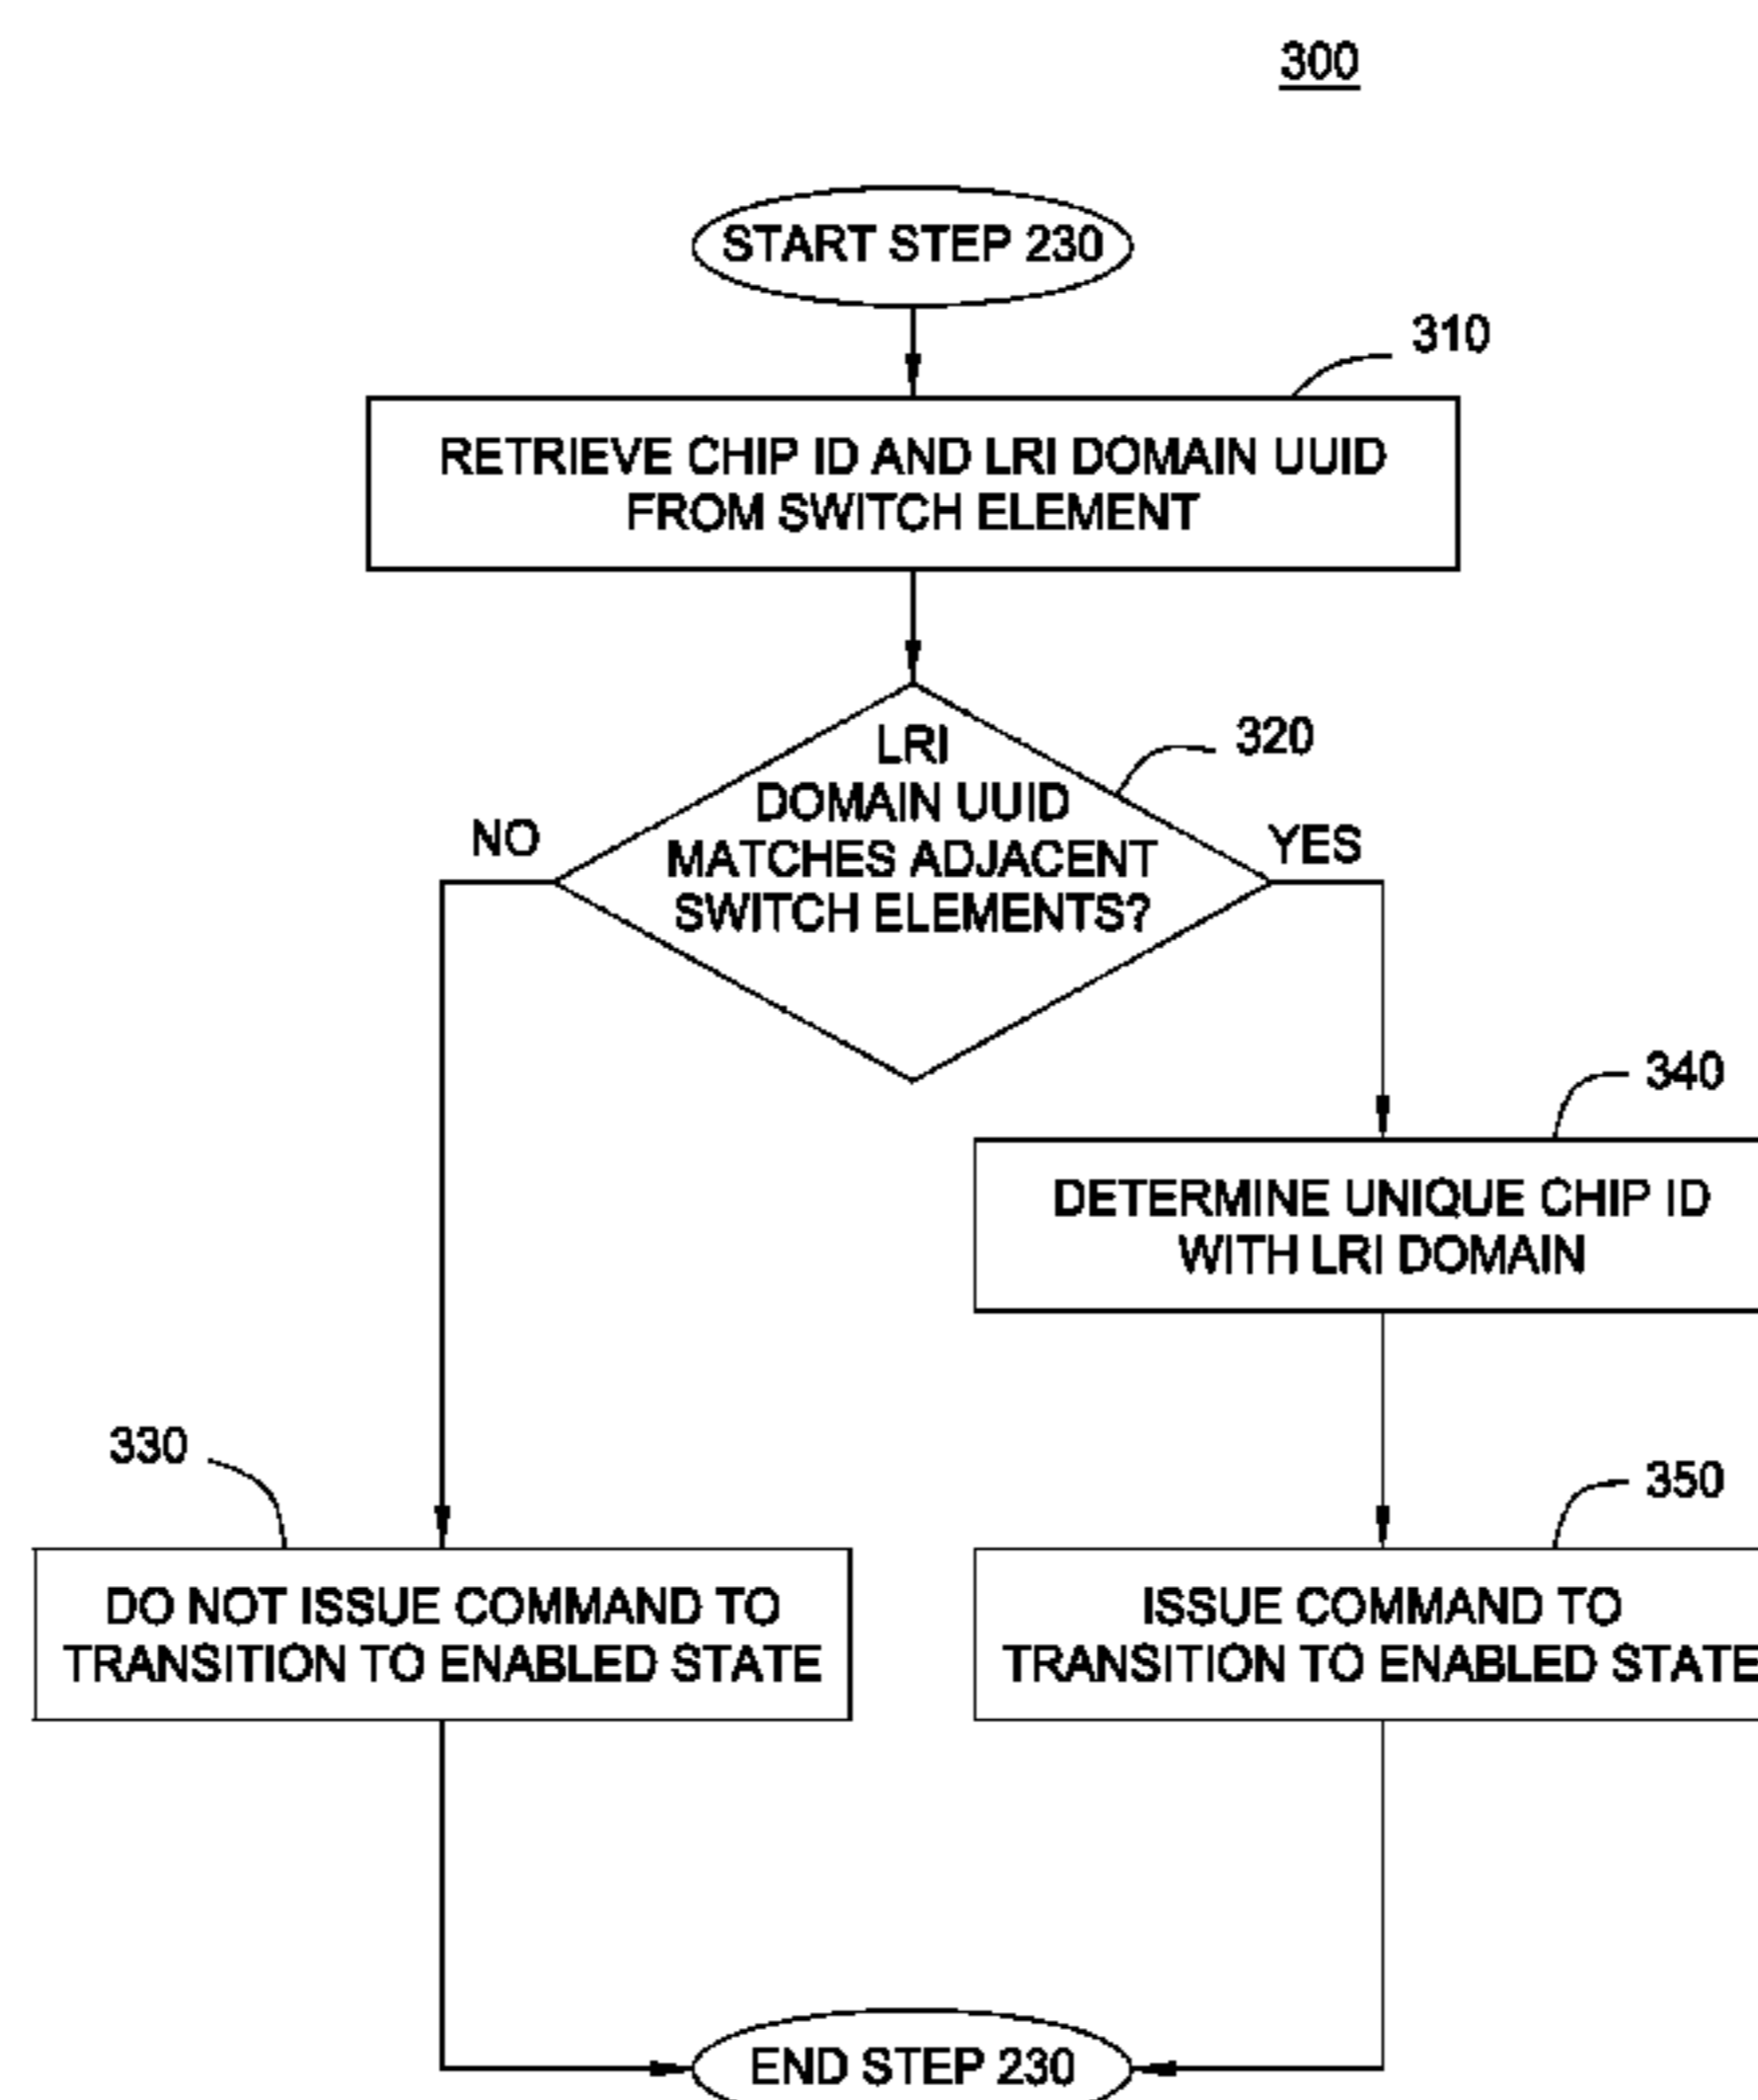 300
START STEP 230
310
RETRIEVE CHIP ID AND LRI DOMAIN UUID
FROM SWITCH ELEMENT
320
LRI
DOMAIN UUID
MATCHES ADJACENT
SWITCH ELEMENTS?
NO
YES
340
DETERMINE UNIQUE CHIP ID
WITH LRI DOMAIN
330
DO NOT ISSUE COMMAND TO
TRANSITION TO ENABLED STATE
350
ISSUE COMMAND TO
TRANSITION TO ENABLED STATE
END STEP 230